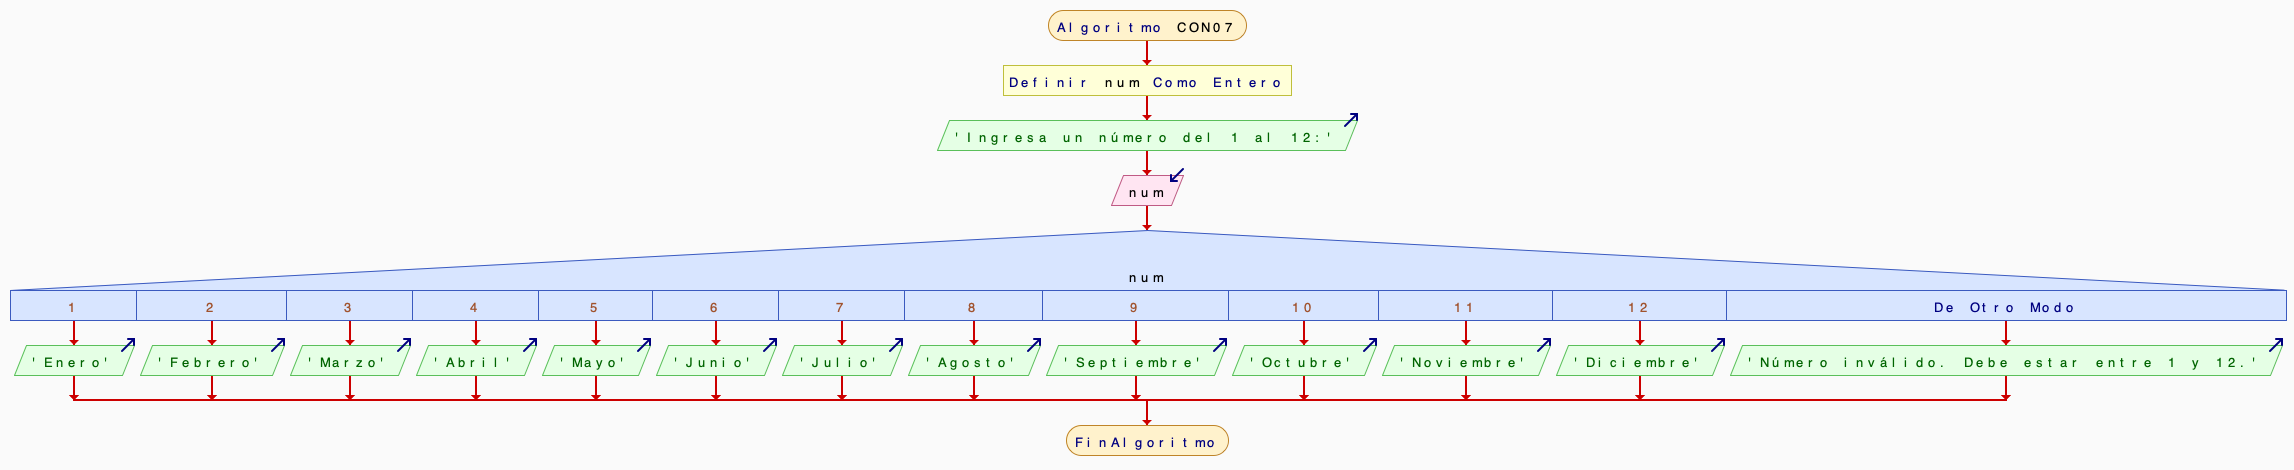 Algoritmo CON07
Definir num Como Entero
'Ingresa un número del 1 al 12:'
num
num
1 2 3 4 5 6 7 8 9 10 11 12 De Otro Modo
'Enero' 'Febrero' 'Marzo' 'Abril' 'Mayo' 'Junio' 'Julio' 'Agosto' 'Septiembre' 'Octubre' 'Noviembre' 'Diciembre' 'Número inválido. Debe estar entre 1 y 12.'
FinAlgoritmo